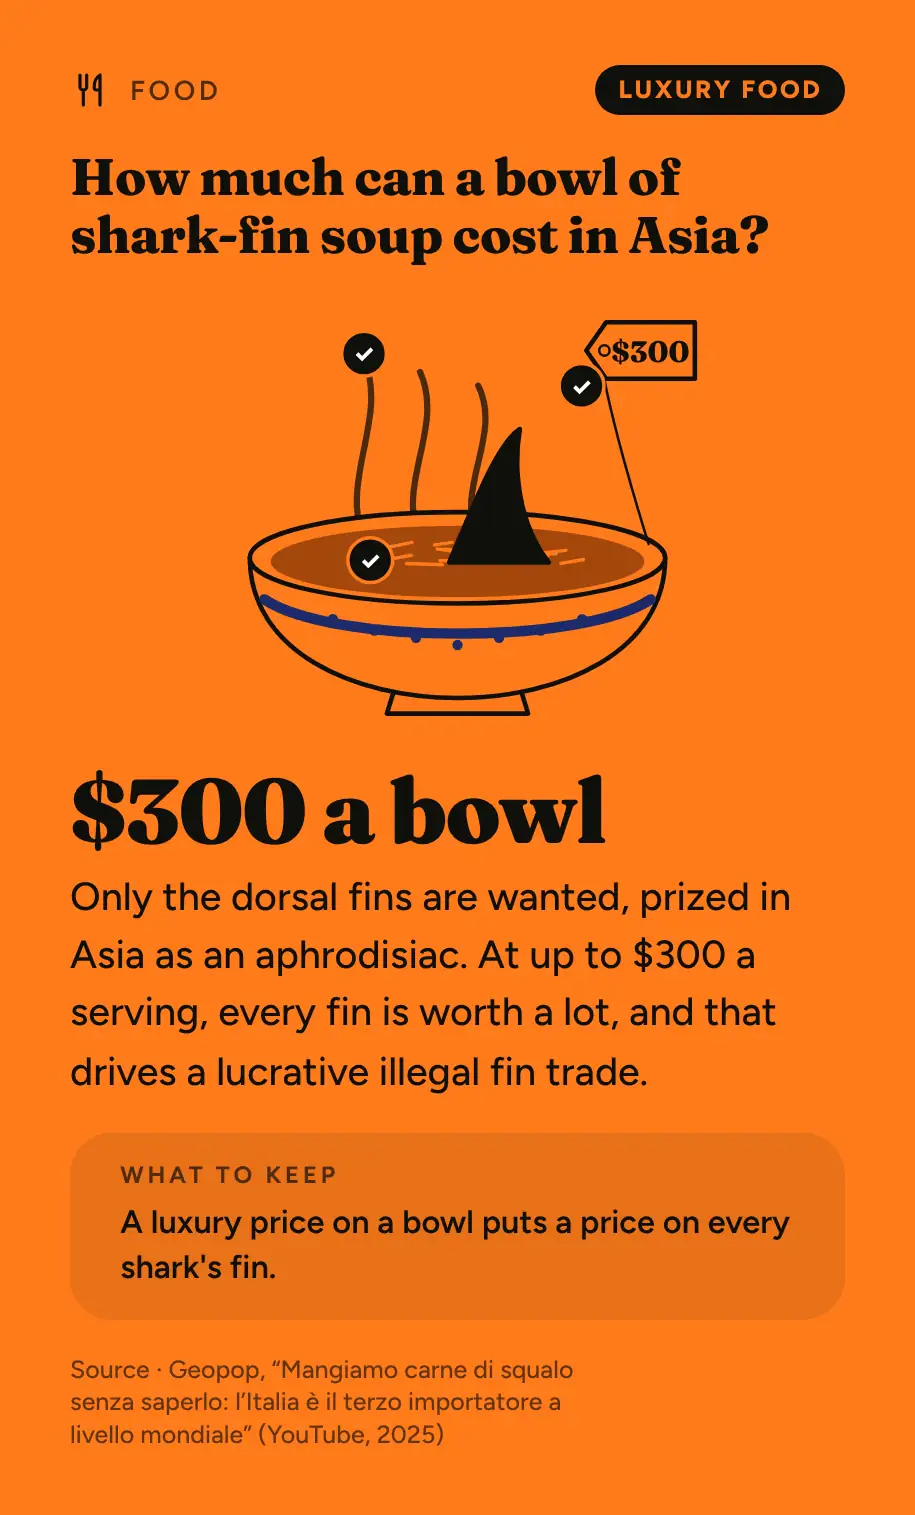 FOOD
LUXURY FOOD
How much can a bowl of
shark-fin soup cost in Asia?
$300
$300 a bowl
Only the dorsal fins are wanted, prized in
Asia as an aphrodisiac. At up to $300 a
serving, every fin is worth a lot, and that
drives a lucrative illegal fin trade.
WHAT TO KEEP
A luxury price on a bowl puts a price on every
shark's fin.
Source · Geopop, “Mangiamo carne di squalo
senza saperlo: l’Italia è il terzo importatore a
livello mondiale” (YouTube, 2025)